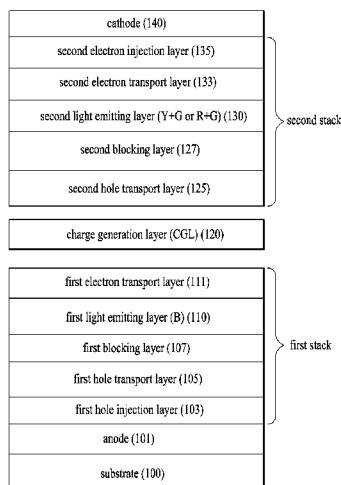 cathode (140)
second electron injection layer (135)
second electron transport layer (133)
second light emitting layer (Y+G or R+G) (130)
second blocking layer (127)
second hole transport layer (125)
second stack
charge generation layer (CGL) (120)
first electron transport layer (111)
first light emitting layer (B) (110)
first blocking layer (107)
first hole transport layer (105)
first hole injection layer (103)
first stack
anode (101)
substrate (100)